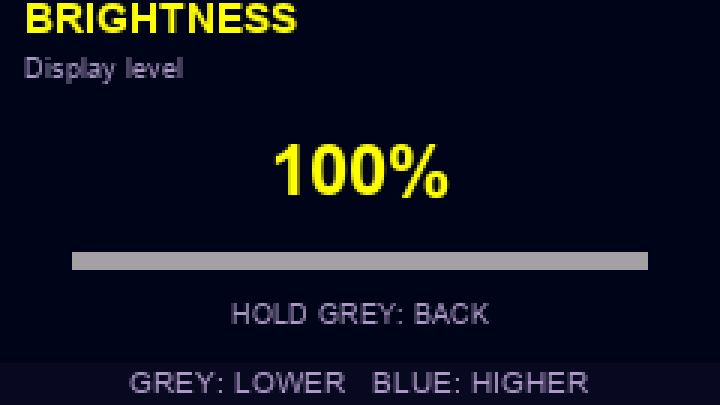 BRIGHTNESS
Display level
100%
HOLD GREY: BACK
GREY: LOWER BLUE: HIGHER